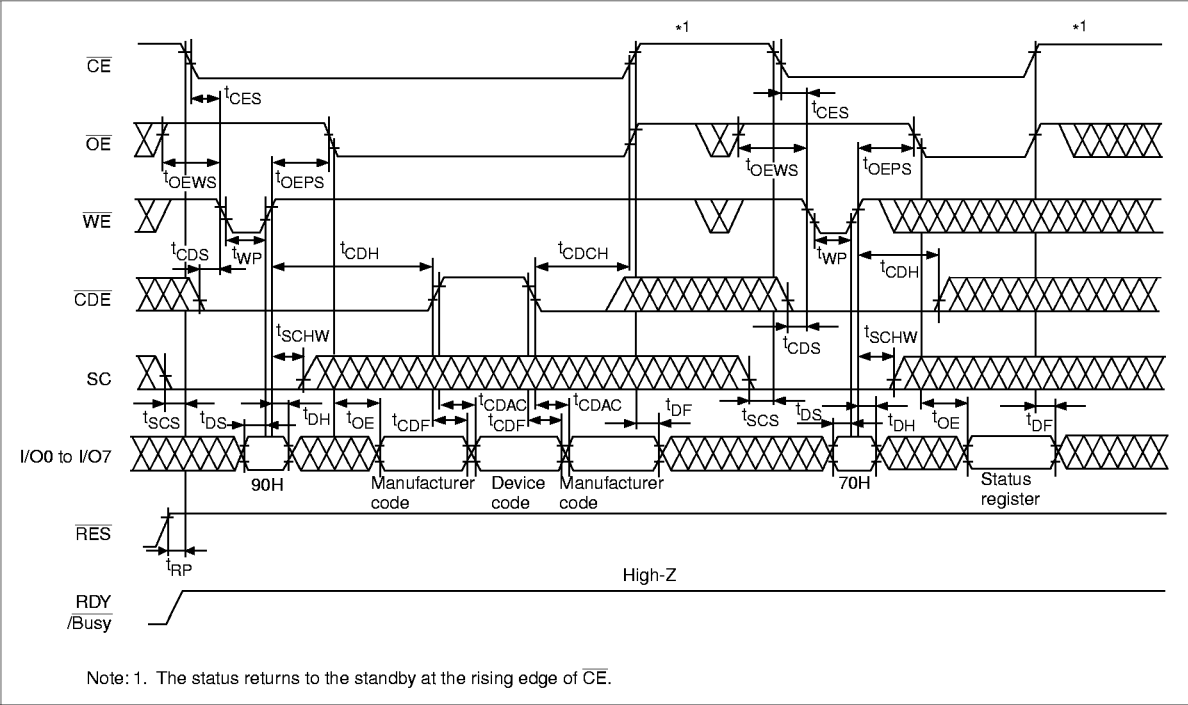 *1 *1
CE
tCES tCES
OE
tOEWS tOEPS tOEWS tOEPS
WE
tCDS tWP tCDH tCDCH tWP tCDH
CDE
tSCHW tCDS tSCHW
SC
tSCS tDS tDH tOE tCDF tCDAC tCDF tCDAC tDF tSCS tDS tDH tOE tDF
I/O0 to I/O7
90H Manufacturer Device Manufacturer 70H Status
code code code register
RES
tRP
High-Z
RDY
/Busy
Note: 1. The status returns to the standby at the rising edge of CE.